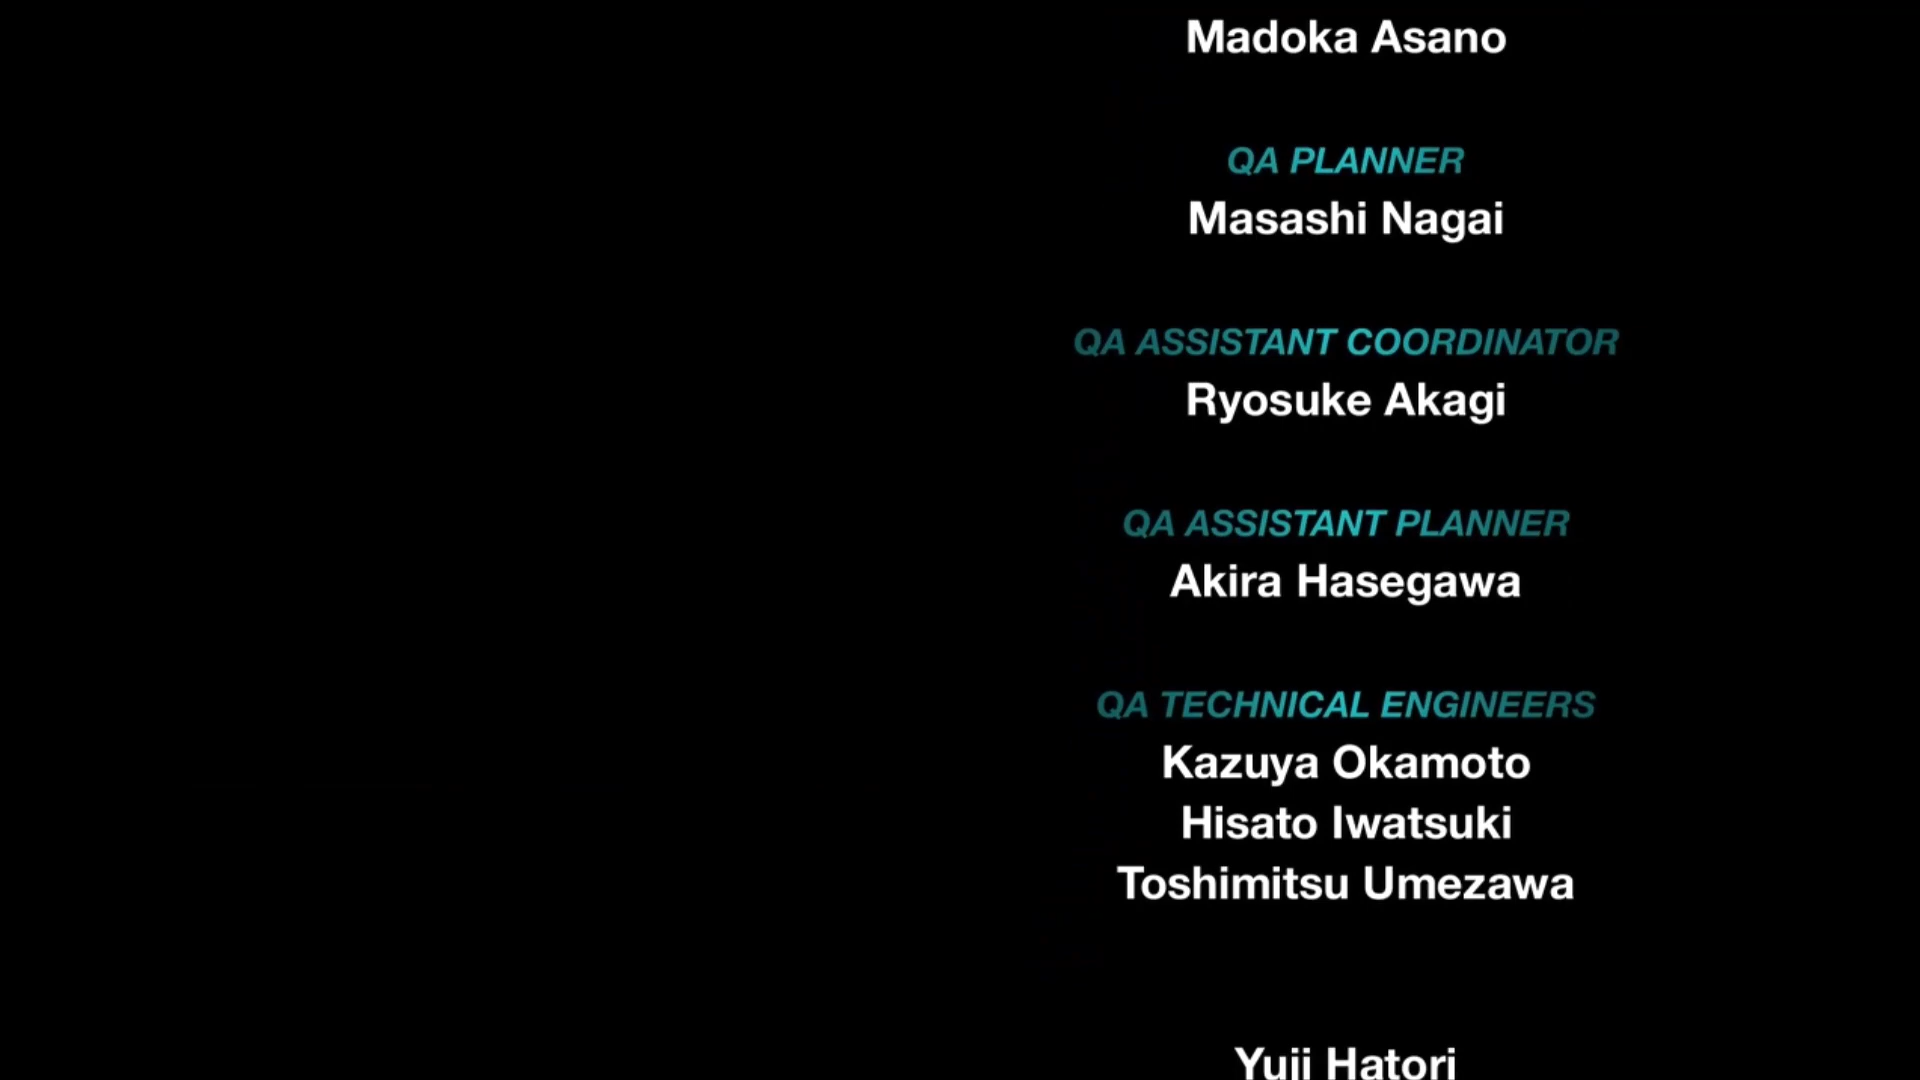 Madoka Asano
QA PLANNER
Masashi Nagai
QA ASSISTANT COORDINATOR
Ryosuke Akagi
QA ASSISTANT PLANNER
Akira Hasegawa
QA TECHNICAL ENGINEERS
Kazuya Okamoto
Hisato Iwatsuki
Toshimitsu Umezawa
Yuji Hatori